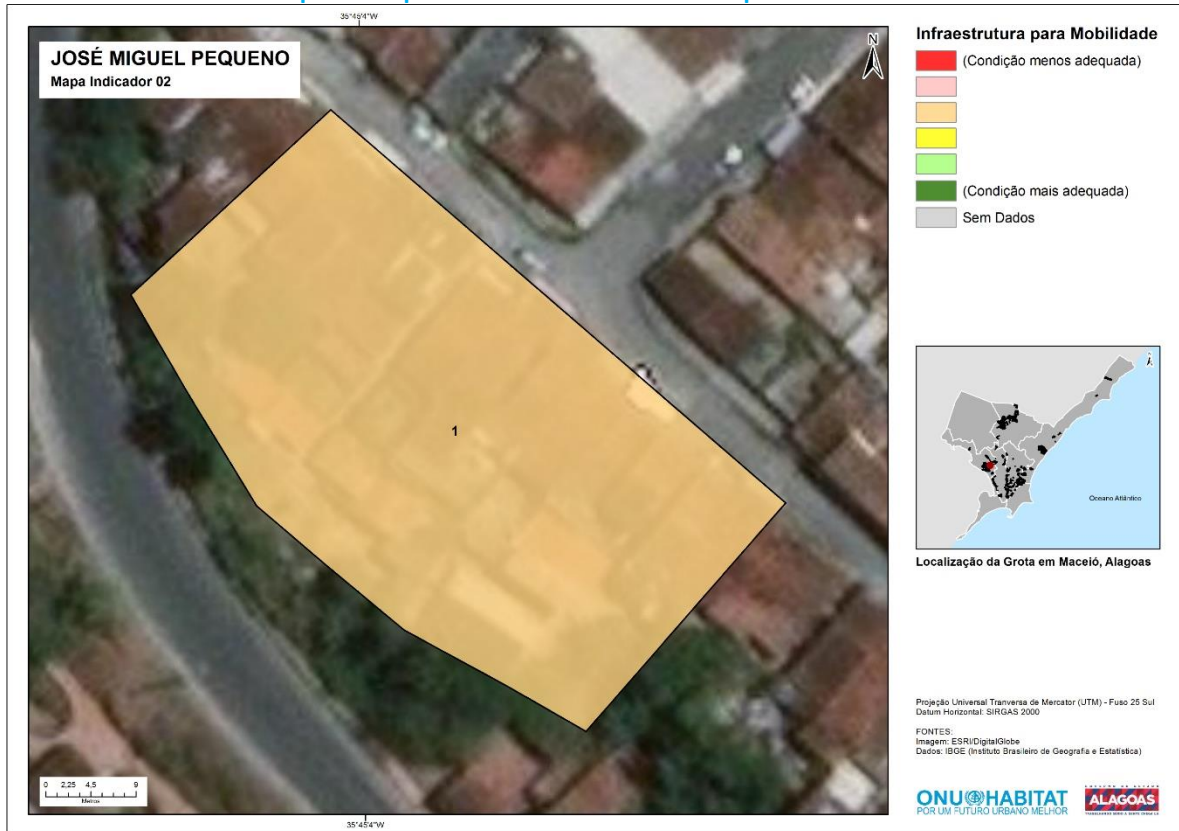 35°45'4"W
JOSÉ MIGUEL PEQUENO
Mapa Indicador 02
N
1
0 2,25 4,5 9
Metros
35°45'4"W
Infraestrutura para Mobilidade
(Condição menos adequada)
(Condição mais adequada)
Sem Dados
Oceano Atlântico
Localização da Grota em Maceió, Alagoas
Projeção Universal Tranversa de Mercator (UTM) - Fuso 25 Sul
Datum Horizontal: SIRGAS 2000
FONTES:
Imagem: ESRI/DigitalGlobe
Dados: IBGE (Instituto Brasileiro de Geografia e Estatística)
ONU HABITAT
POR UM FUTURO URBANO MELHOR
ALAGOAS